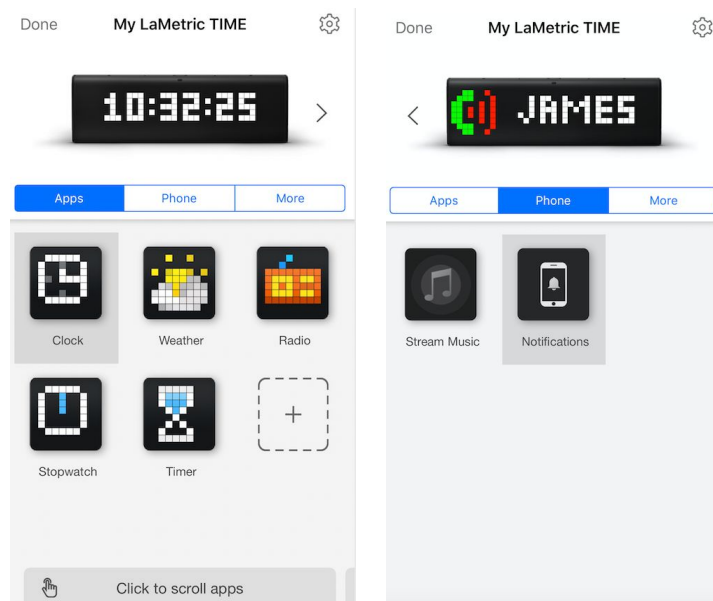 Done My LaMetric TIME
10:32:25
Apps Phone More
Clock Weather Radio
Stopwatch Timer
Click to scroll apps
Done My LaMetric TIME
JAMES
Apps Phone More
Stream Music Notifications